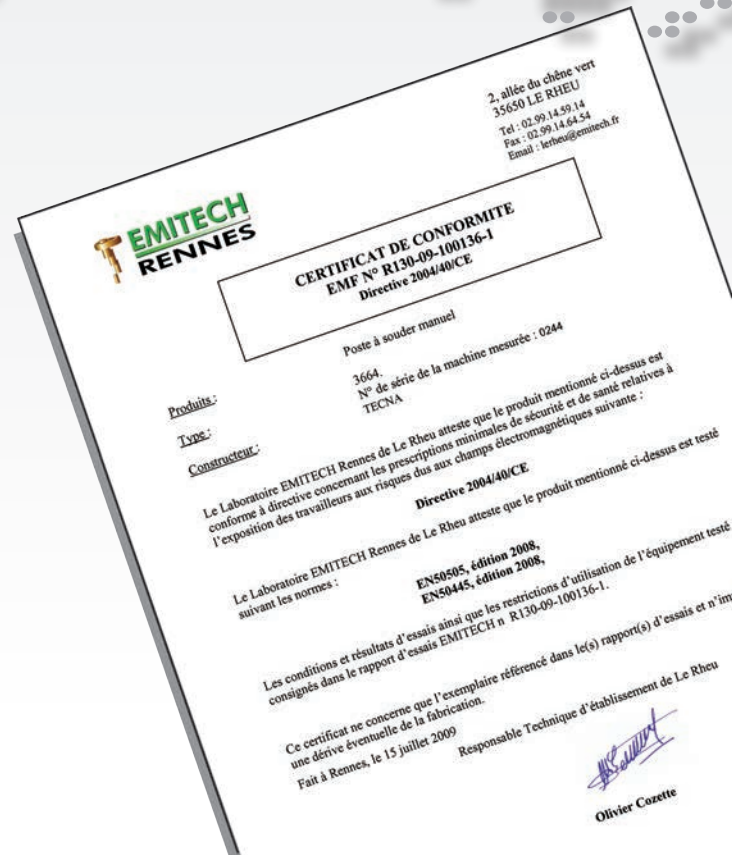 2, allée du chêne vert
35650 LE RHEU
Tel : 02.99.14.59.14
Fax : 02.99.14.64.54
Email : lerheu@emitech.fr
EMITECH
RENNES
CERTIFICAT DE CONFORMITE
EMF N° R130-09-100136-1
Directive 2004/40/CE
Produits : Poste à souder manuel
Type : 3664.
N° de série de la machine mesurée : 0244
Constructeur : TECNA
Le Laboratoire EMITECH Rennes de Le Rheu atteste que le produit mentionné ci-dessus est
conforme à directive concernant les prescriptions minimales de sécurité et de santé relatives à
l'exposition des travailleurs aux risques dus aux champs électromagnétiques suivante :
Directive 2004/40/CE
Le Laboratoire EMITECH Rennes de Le Rheu atteste que le produit mentionné ci-dessus est testé
suivant les normes :
EN50505, édition 2008,
EN50445, édition 2008,
Les conditions et résultats d'essais ainsi que les restrictions d'utilisation de l'équipement testé
consignés dans le rapport d'essais EMITECH n R130-09-100136-1.
Ce certificat ne concerne que l'exemplaire référencé dans le(s) rapport(s) d'essais et n'im
une dérive éventuelle de la fabrication.
Fait à Rennes, le 15 juillet 2009
Responsable Technique d'établissement de Le Rheu
Olivier Cozette